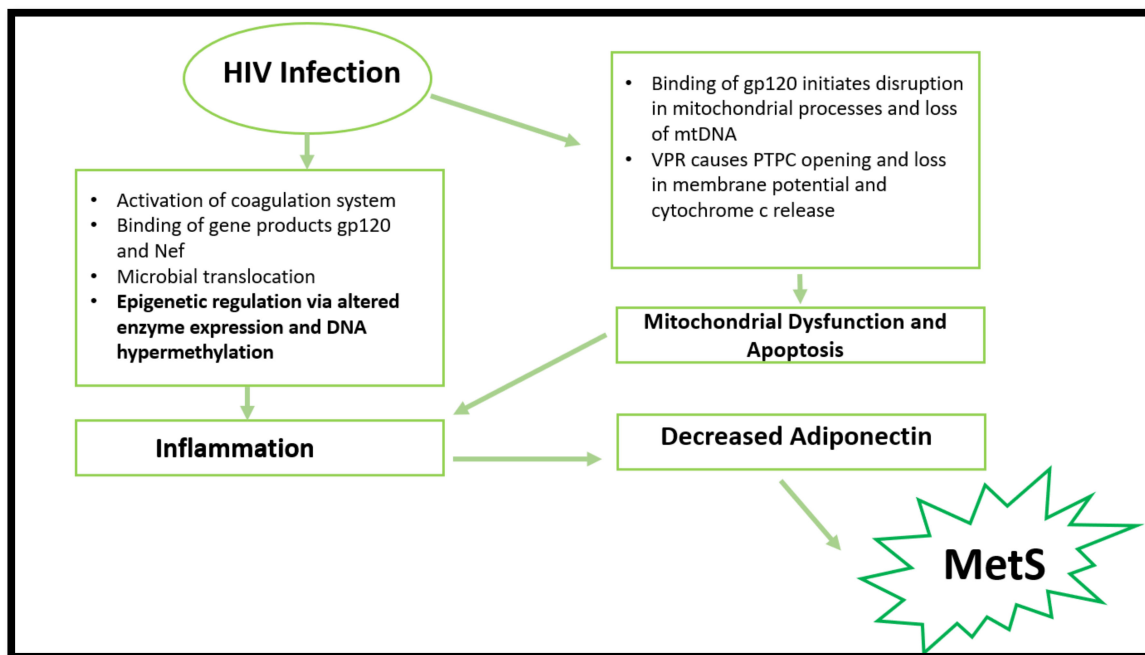 HIV Infection
• Binding of gp120 initiates disruption
in mitochondrial processes and loss
of mtDNA
• VPR causes PTPC opening and loss
in membrane potential and
cytochrome c release
• Activation of coagulation system
• Binding of gene products gp120
and Nef
• Microbial translocation
• Epigenetic regulation via altered
enzyme expression and DNA
hypermethylation
Mitochondrial Dysfunction and
Apoptosis
Inflammation
Decreased Adiponectin
MetS